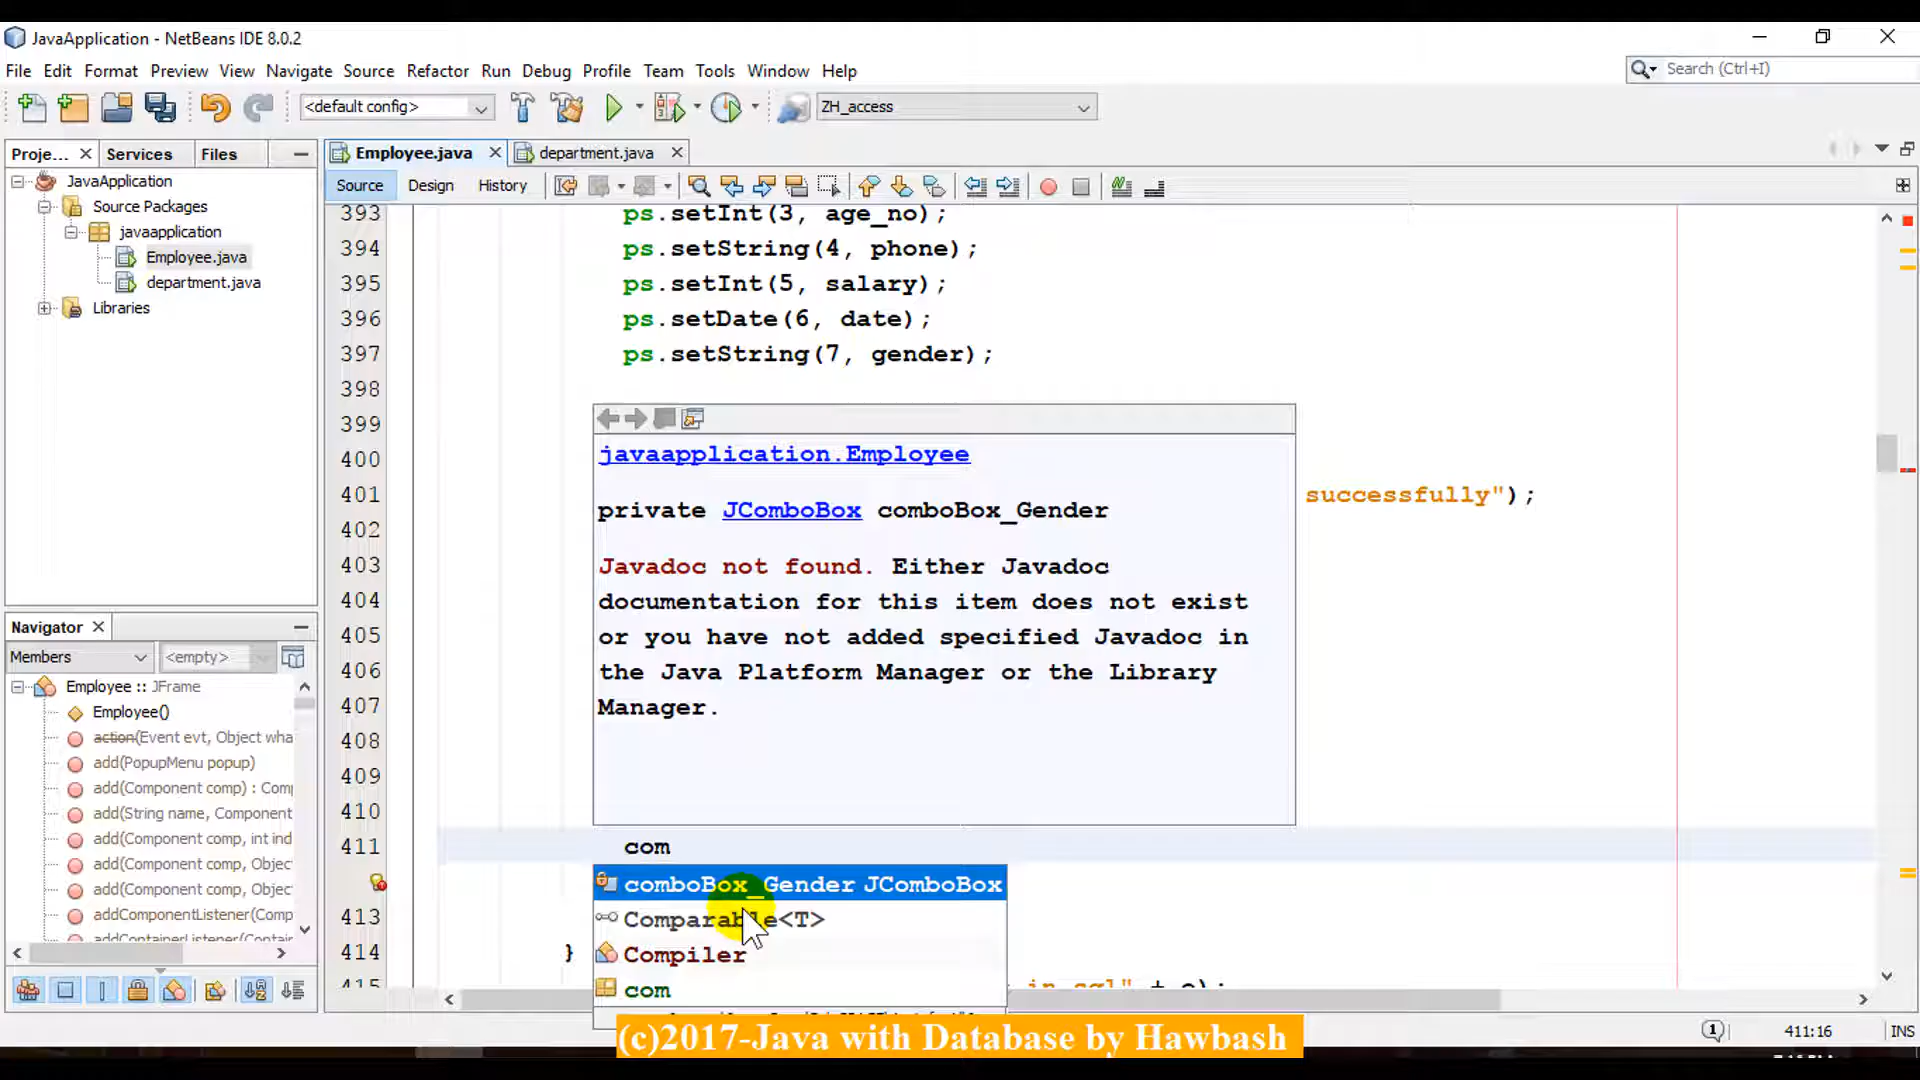 JavaApplication - NetBeans IDE 8.0.2
File Edit Format Preview View Navigate Source Refactor Run Debug Profile Team Tools Window Help
Search (Ctrl+I)
<default config>
ZH_access
Proje...
Services
Files
Employee.java
department.java
Source
Design
History
JavaApplication
Source Packages
javaapplication
Employee.java
department.java
Libraries
Navigator
Members
<empty>
Employee :: JFrame
Employee()
action(Event evt, Object wha
add(PopupMenu popup)
add(Component comp) : Comp
add(String name, Component
add(Component comp, int ind
add(Component comp, Objec
add(Component comp, Objec
addComponentListener(Comp
addContainerListener(Contain
393 ps.setInt(3, age_no);
394 ps.setString(4, phone);
395 ps.setInt(5, salary);
396 ps.setDate(6, date);
397 ps.setString(7, gender);
398
399
400
401 successfully");
402
403
404
405
406
407
408
409
410
411 com
413
414 }
415
javaapplication.Employee
private JComboBox comboBox_Gender
Javadoc not found. Either Javadoc
documentation for this item does not exist
or you have not added specified Javadoc in
the Java Platform Manager or the Library
Manager.
comboBox_Gender JComboBox
Comparable<T>
Compiler
com
in sql" + e);
(c)2017-Java with Database by Hawbash
1
411:16
INS